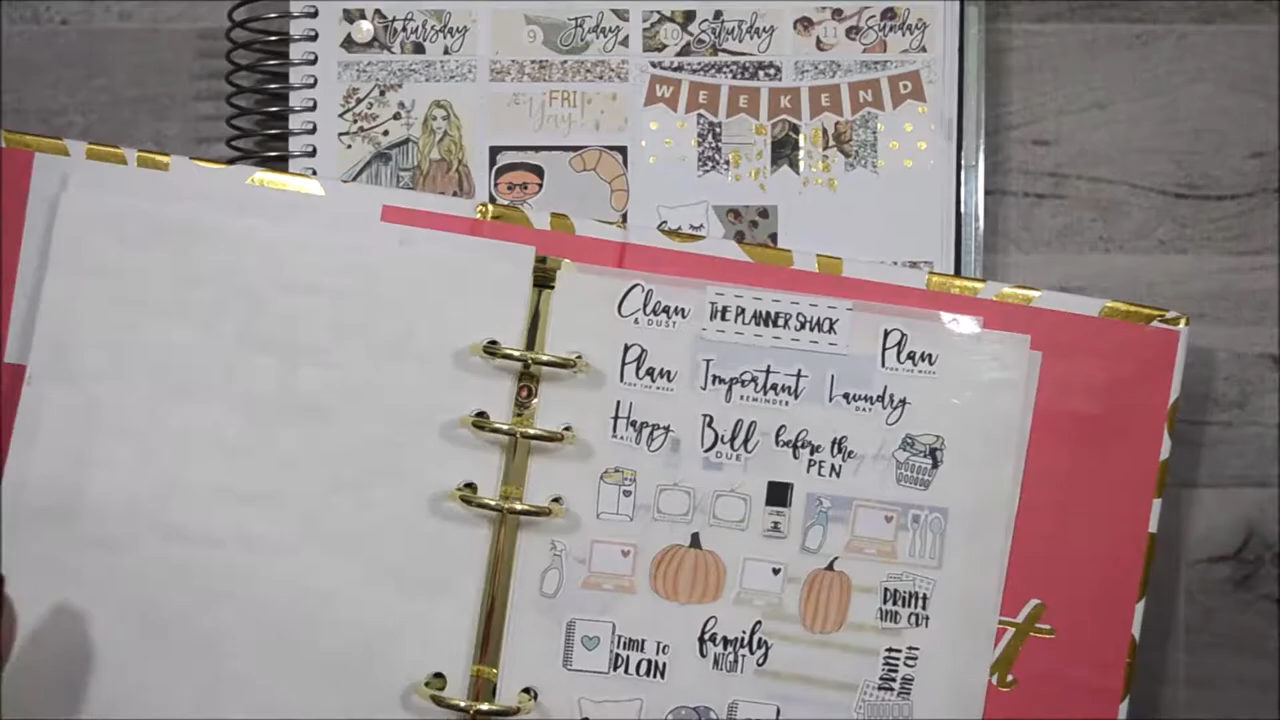 Thursday 9 Friday 10 Saturday 11 Sunday
WEEKEND
FRI
Yay!
Clean
& DUST
THE PLANNER SHACK
Plan
FOR THE WEEK
Plan
FOR THE WEEK
Important
REMINDER
Laundry
DAY
Happy
MAIL
Bill
DUE
before the
PEN
PRINT
AND CUT
TIME TO
PLAN
family
NIGHT
PRINT
AND CUT
t